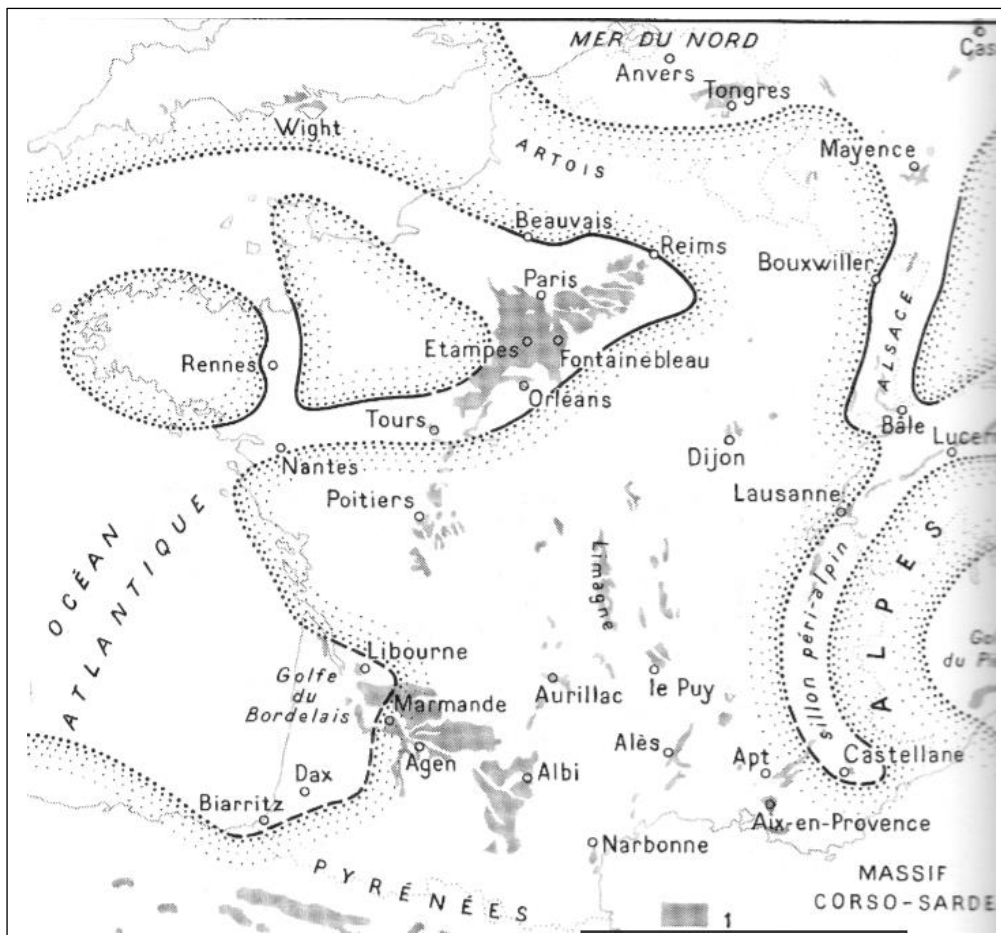 MER DU NORD
Anvers
Tongres
Wight
ARTOIS
Mayence
Beauvais
Reims
Bouxwiller
Paris
ALSACE
Rennes
Etampes
Fontainebleau
Orléans
Tours
Bâle
Nantes
Dijon
Poitiers
Lausanne
OCÉAN
ATLANTIQUE
Limagne
sillon péri-alpin
ALPES
Libourne
Golfe
du
Bordelais
Marmande
Aurillac
le Puy
Agen
Alès
Apt
Castellane
Dax
Albi
Biarritz
Aix-en-Provence
Narbonne
PYRÉNÉES
MASSIF
CORSO-SARDE
1